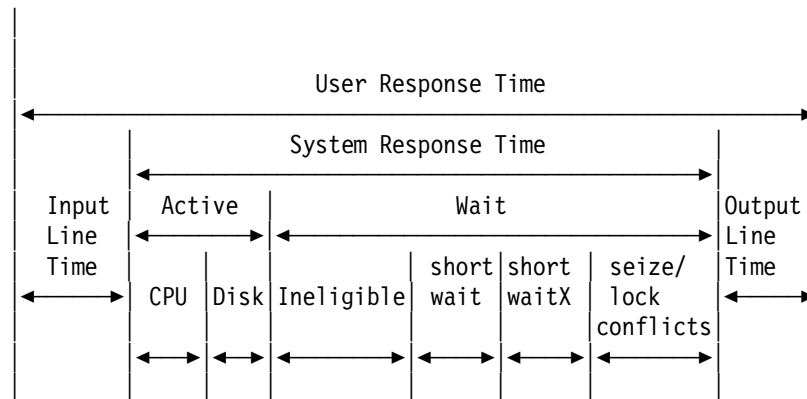 User Response Time
System Response Time
Input Active Wait Output
Line Line
Time short short seize/ Time
CPU Disk Ineligible wait waitX lock
conflicts